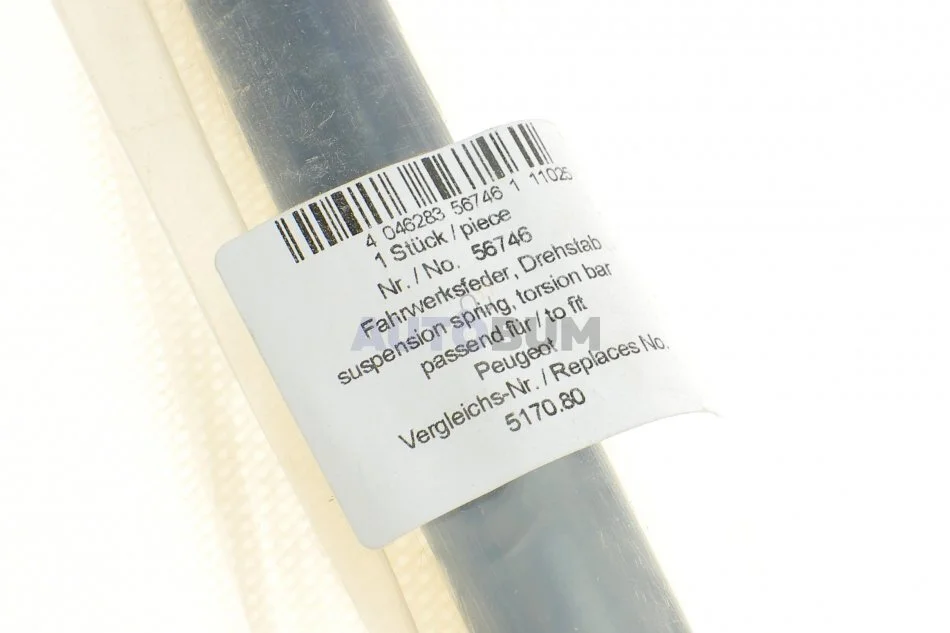 4 046283 56746 1 11025
1 Stück / piece
Nr. / No. 56746
Fahrwerksfeder, Drehstab
suspension spring, torsion bar
passend für / to fit
Peugeot
Vergleichs-Nr. / Replaces No.
5170.80
AUTOBUM